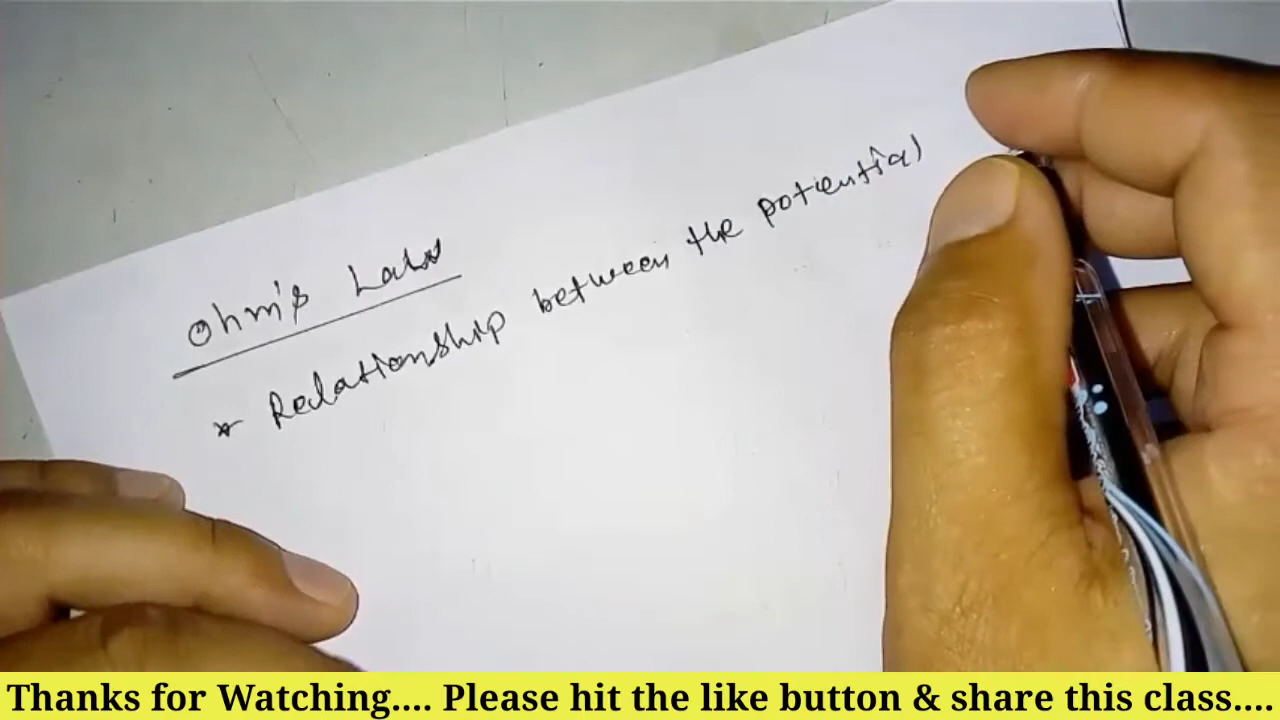 Ohm's Law
* Relationship between the potential
Thanks for Watching.... Please hit the like button & share this class....